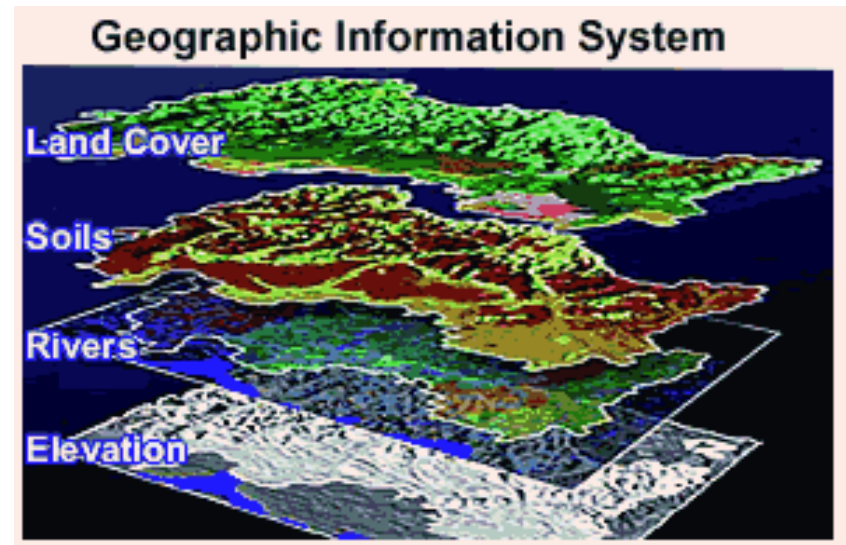 Geographic Information System
Land Cover
Soils
Rivers
Elevation